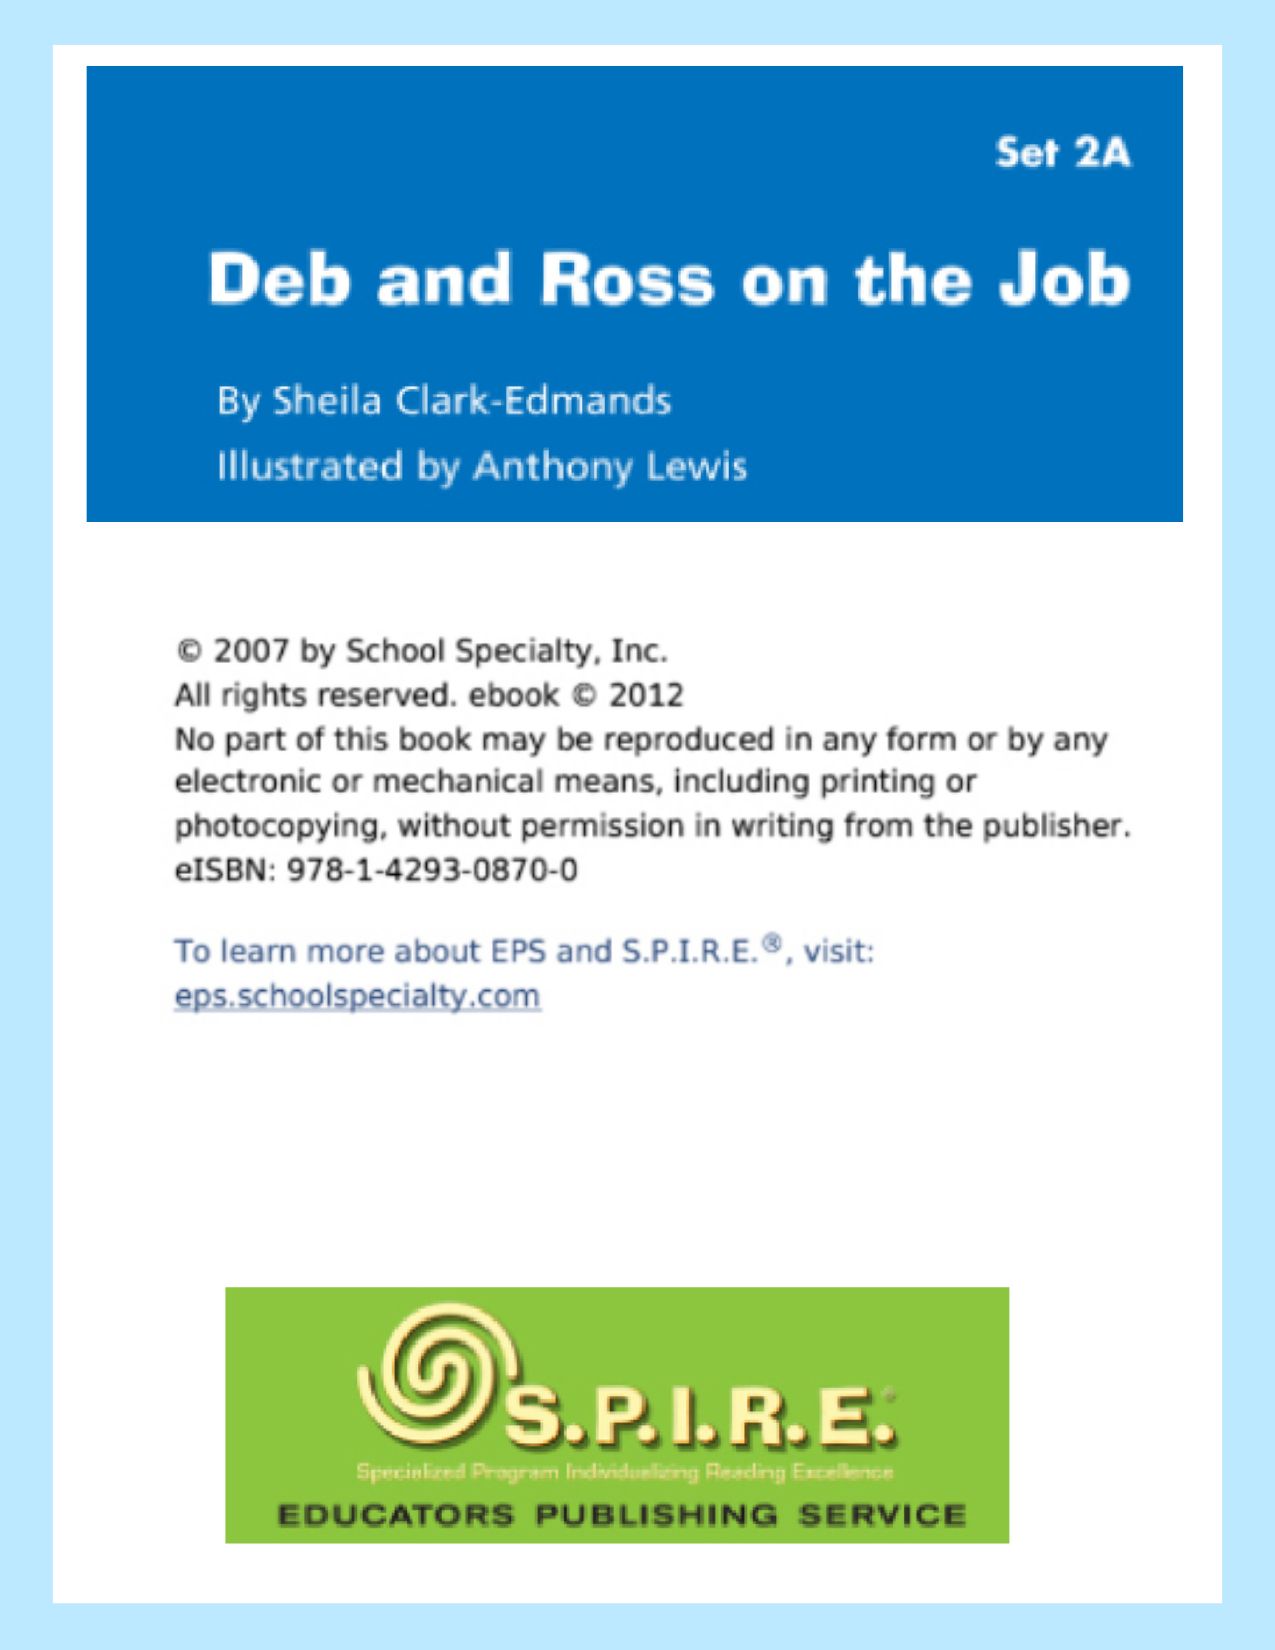 Set 2A
Deb and Ross on the Job
By Sheila Clark-Edmands
Illustrated by Anthony Lewis
© 2007 by School Specialty, Inc.
All rights reserved. ebook © 2012
No part of this book may be reproduced in any form or by any
electronic or mechanical means, including printing or
photocopying, without permission in writing from the publisher.
eISBN: 978-1-4293-0870-0
To learn more about EPS and S.P.I.R.E.®, visit:
eps.schoolspecialty.com
S.P.I.R.E.®
Specialized Program Individualizing Reading Excellence
EDUCATORS PUBLISHING SERVICE